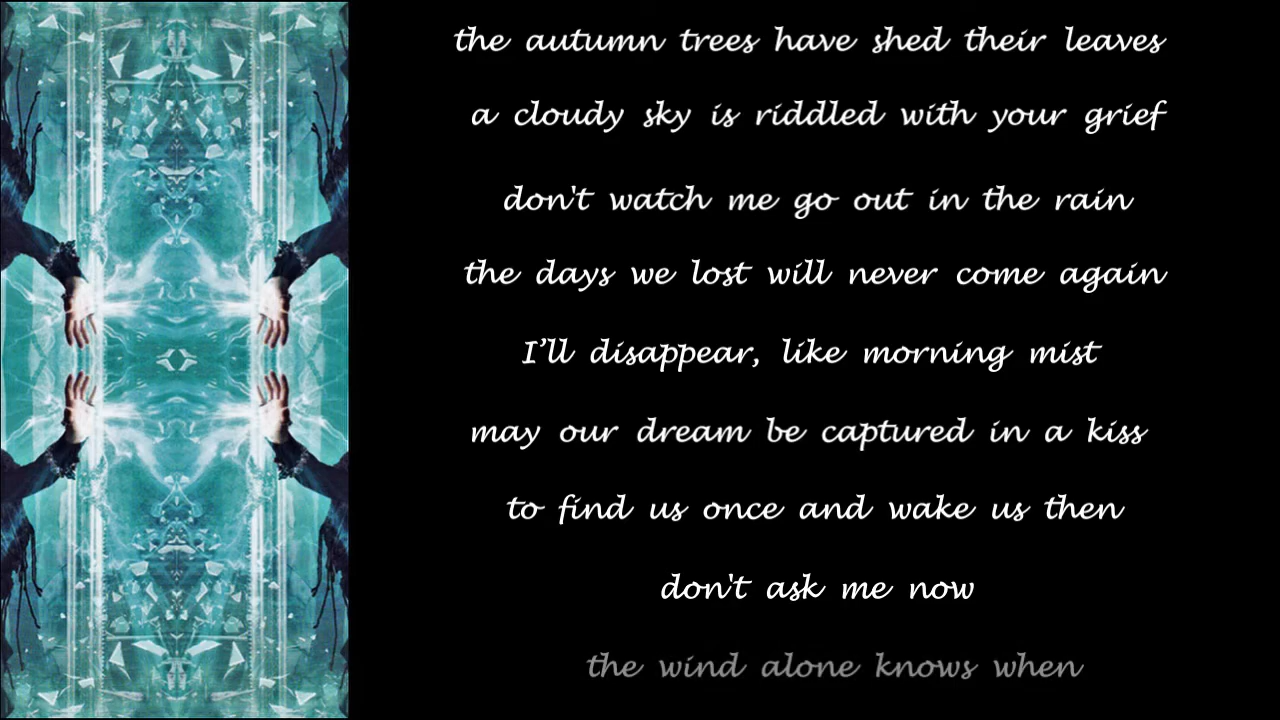 the autumn trees have shed their leaves
a cloudy sky is riddled with your grief
don't watch me go out in the rain
the days we lost will never come again
I’ll disappear, like morning mist
may our dream be captured in a kiss
to find us once and wake us then
don't ask me now
the wind alone knows when